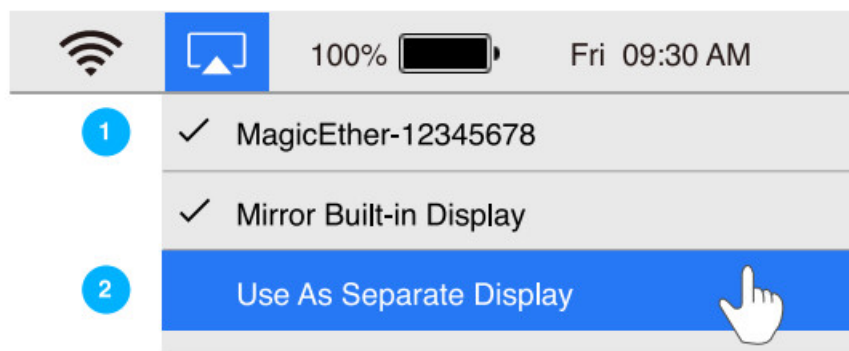 100% Fri 09:30 AM
1 MagicEther-12345678
Mirror Built-in Display
2 Use As Separate Display